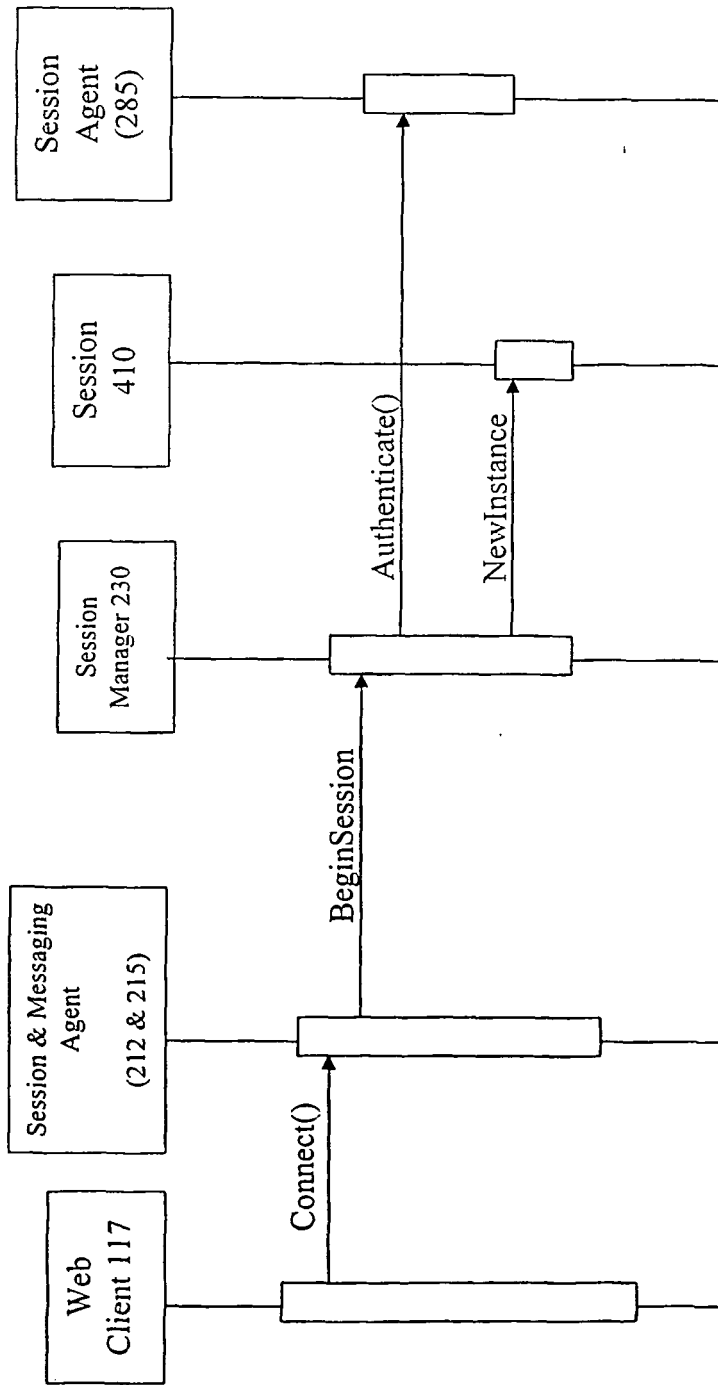 Web
Client 117
Session & Messaging
Agent
(212 & 215)
Session
Manager 230
Session
410
Session
Agent
(285)
Connect()
BeginSession
Authenticate()
NewInstance